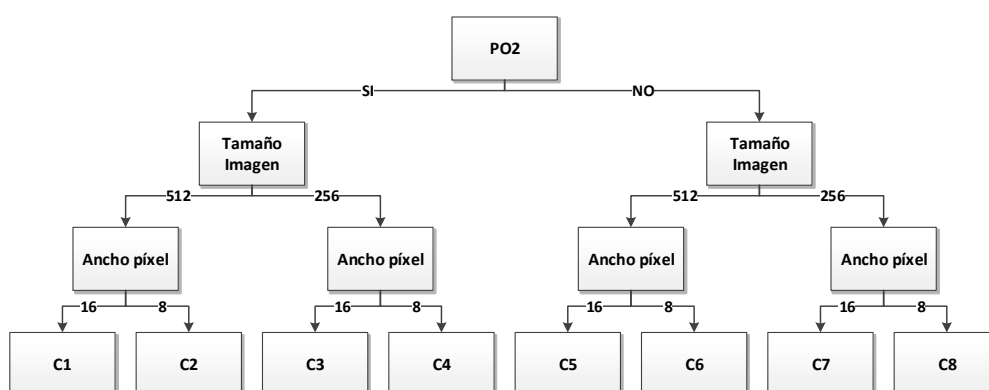 PO2
SI
NO
Tamaño
Imagen
Tamaño
Imagen
512
256
512
256
Ancho píxel
Ancho píxel
Ancho píxel
Ancho píxel
16
8
16
8
16
8
16
8
C1
C2
C3
C4
C5
C6
C7
C8